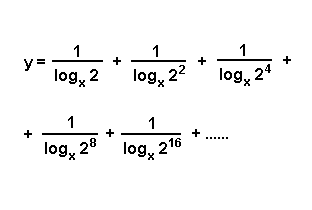 y = 1/log_x 2 + 1/log_x 2^2 + 1/log_x 2^4 +
+ 1/log_x 2^8 + 1/log_x 2^16 + ......